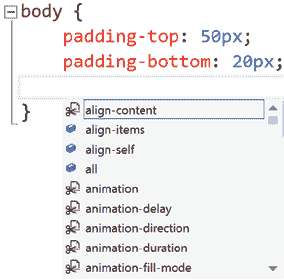 body {
padding-top: 50px;
padding-bottom: 20px;
}
align-content
align-items
align-self
all
animation
animation-delay
animation-direction
animation-duration
animation-fill-mode